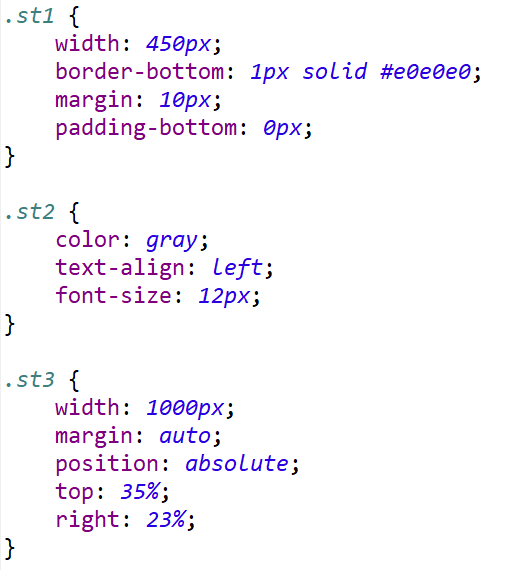 .st1 {
    width: 450px;
    border-bottom: 1px solid #e0e0e0;
    margin: 10px;
    padding-bottom: 0px;
}

.st2 {
    color: gray;
    text-align: left;
    font-size: 12px;
}

.st3 {
    width: 1000px;
    margin: auto;
    position: absolute;
    top: 35%;
    right: 23%;
}